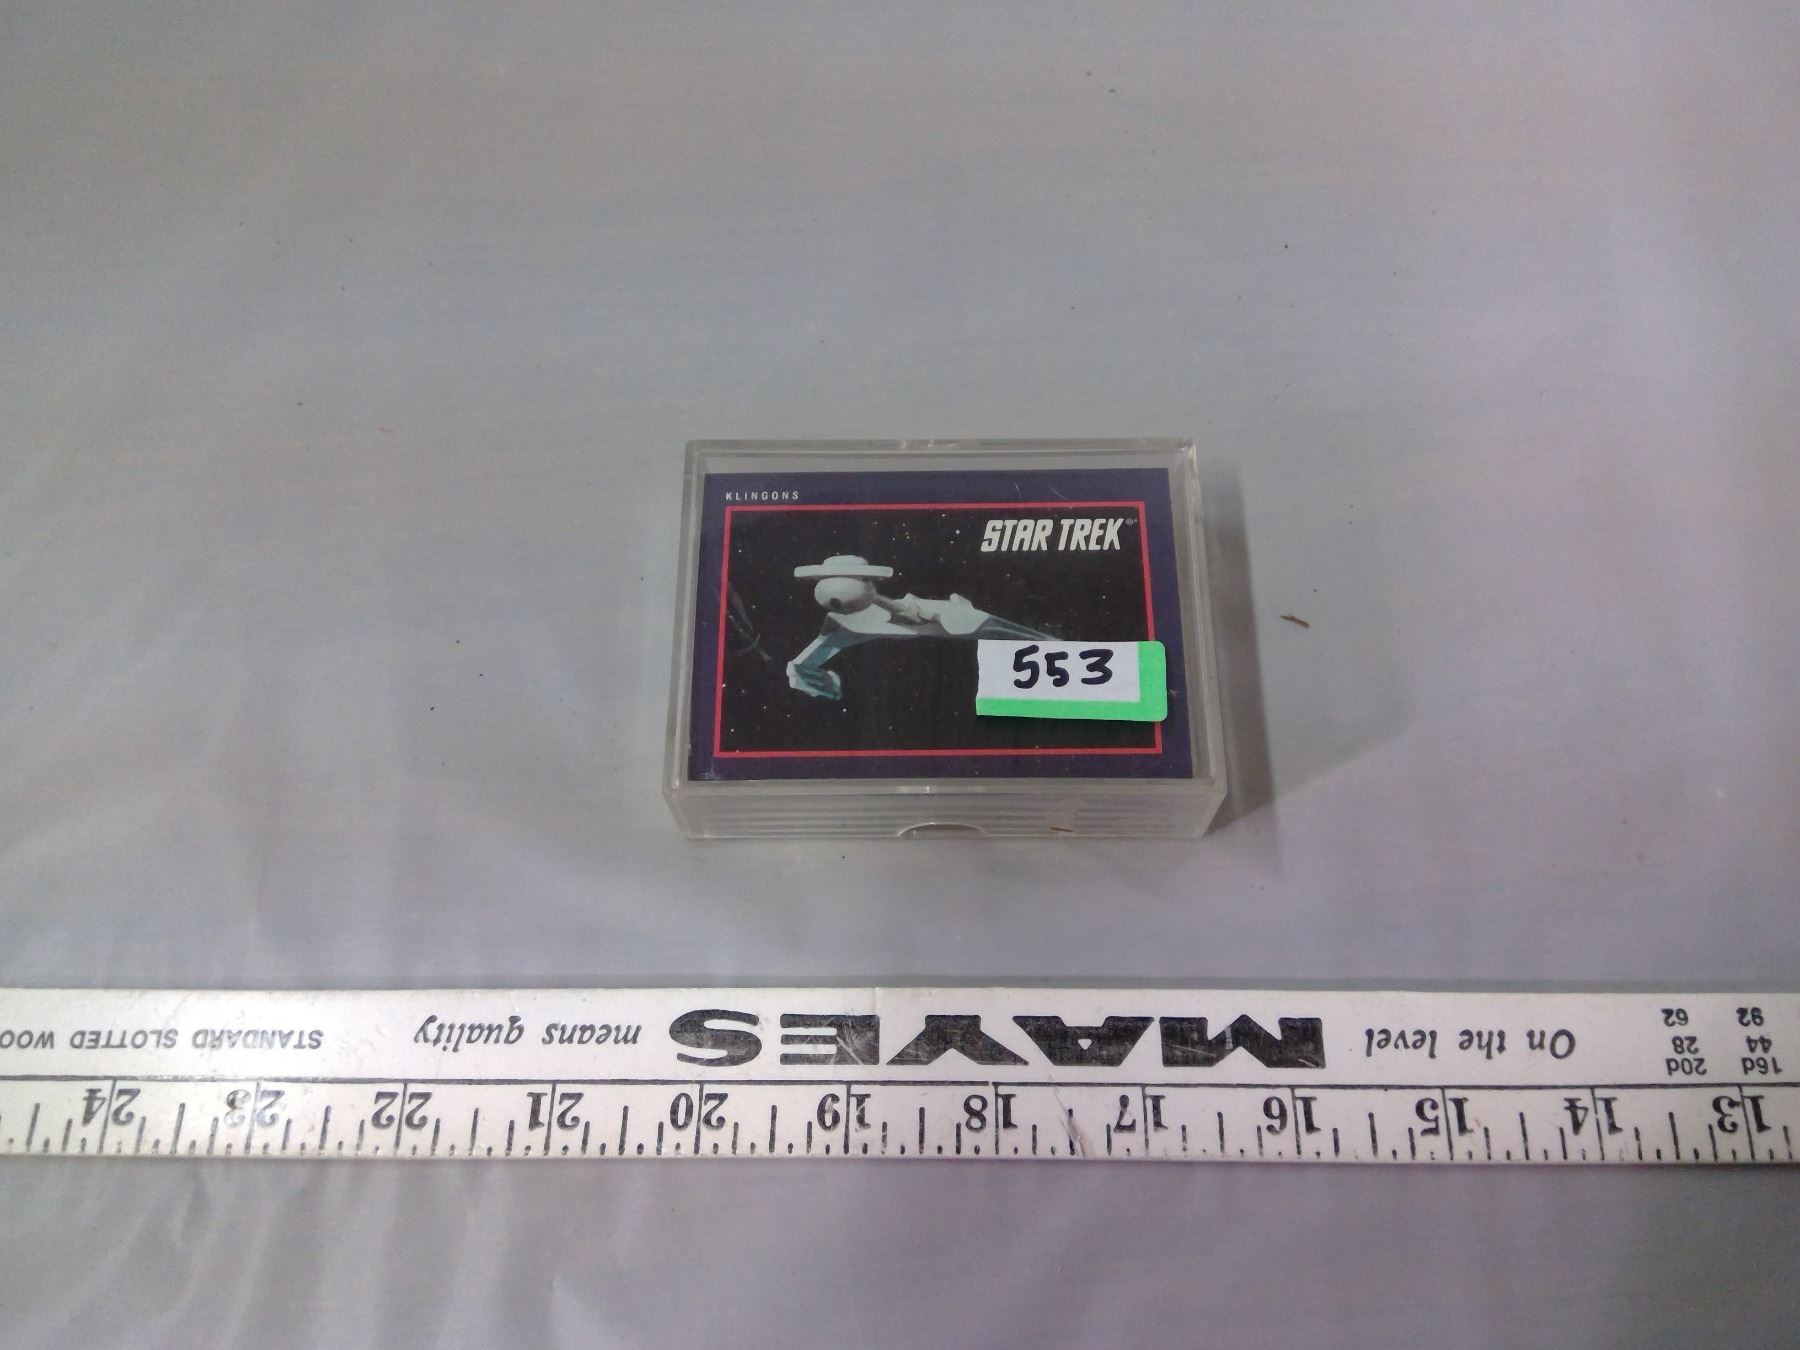 KLINGONS
STAR TREK®
553
92 62 On the level MAYES means quality STANDARD SLOTTED WOO
44 28
16d 20d
13 14 15 16 17 18 19 20 21 22 23 24